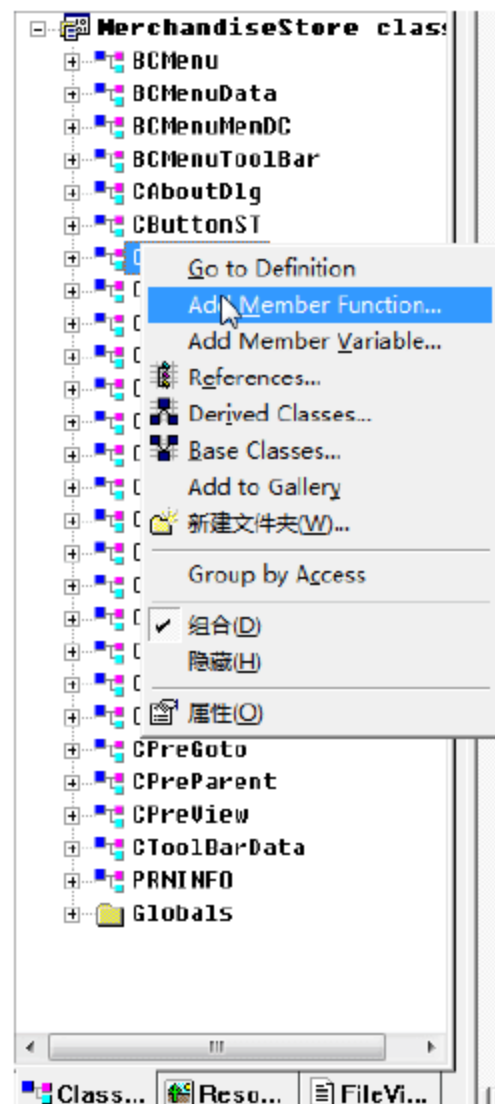 MerchandiseStore clas
BCMenu
BCMenuData
BCMenuMenDC
BCMenuToolBar
CAboutDlg
CButtonST
Go to Definition
Add Member Function...
Add Member Variable...
References...
Derived Classes...
Base Classes...
Add to Gallery
新建文件夹(W)...
Group by Access
组合(D)
隐藏(H)
属性(O)
CPreGoto
CPreParent
CPreView
CToolBarData
PRNINFO
Globals
Class... Reso... FileVi...